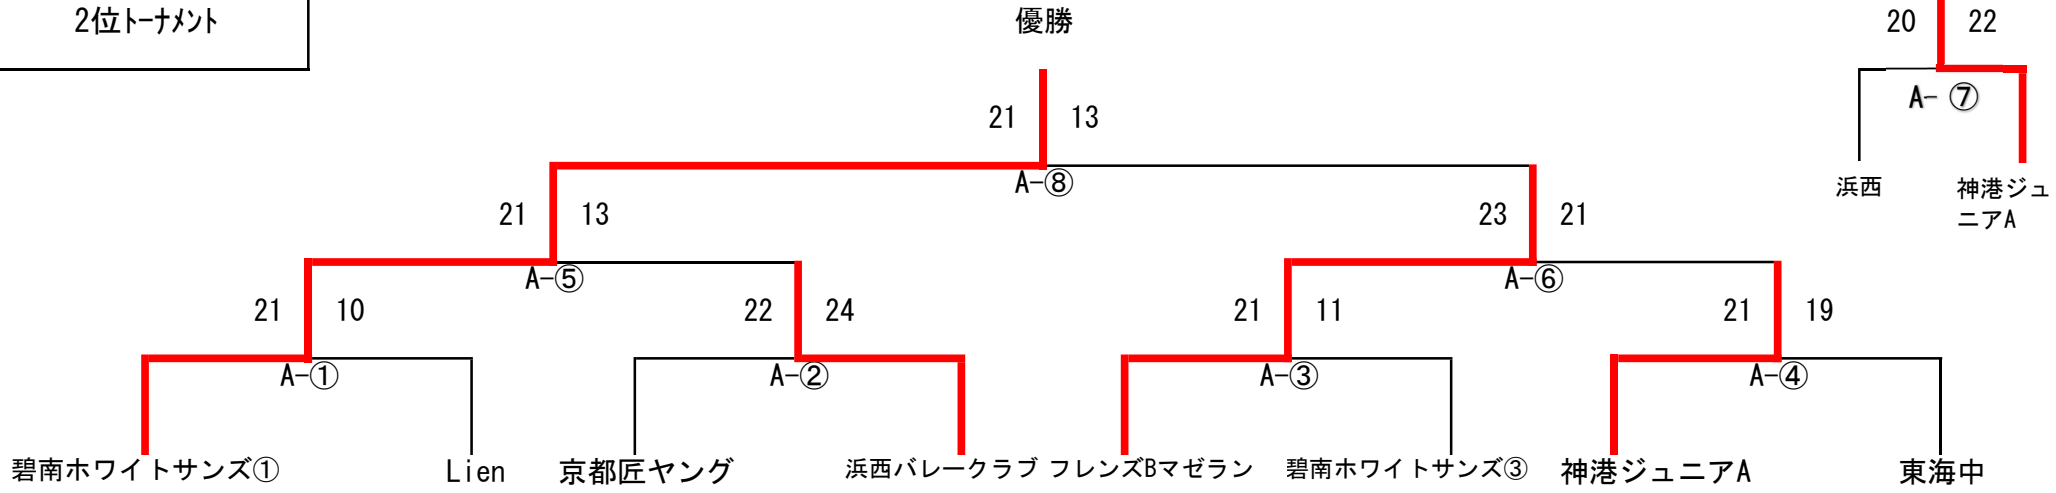 2位トーナメント
優勝
20 22
A- ⑦
浜西
神港ジュ
ニアA
21 13
A-⑧
21 13
A-⑤
23 21
A-⑥
21 10
A-①
22 24
A-②
21 11
A-③
21 19
A-④
碧南ホワイトサンズ①
Lien
京都匠ヤング
浜西バレークラブ
フレンズBマゼラン
碧南ホワイトサンズ③
神港ジュニアA
東海中